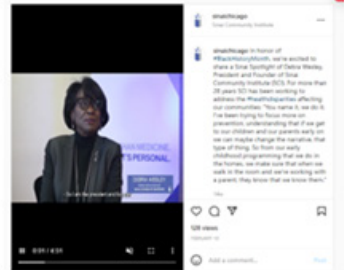 sinaichicago
Sinai Community Institute
sinaichicago In honor of
#BlackHistoryMonth, we're excited to
share a Sinai Spotlight of Debra Wesley,
President and Founder of Sinai
Community Institute (SCI). For more than
28 years SCI has been working to
address the #healthdisparities affecting
our communities. "You name it, we do it.
I've been trying to focus more on
prevention, understanding that if we get
to our children and our parents early on
we can maybe change the narrative, that
type of thing. So from our early
childhood programming that we do in
the homes, we make sure that when we
walk in the room and we're working with
a parent, they know that we know them."
MEDICINE.
IT'S PERSONAL.
DEBRA WESLEY
128 views
Add a comment...
Post